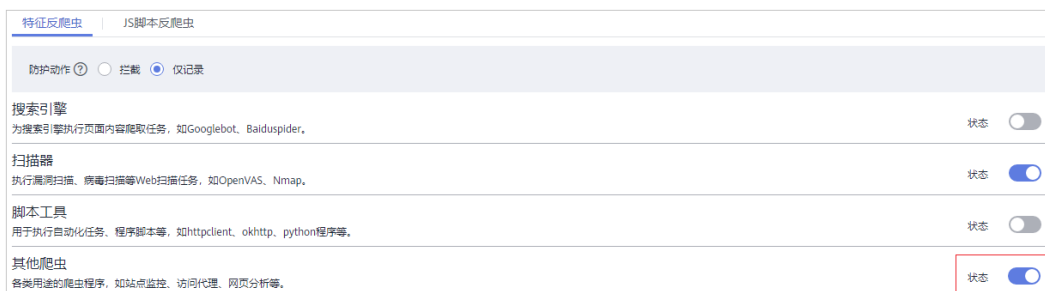 特征反爬虫 JS脚本反爬虫
防护动作 ? 拦截 仅记录
搜索引擎
为搜索引擎执行页面内容爬取任务，如Googlebot、Baiduspider。
状态
扫描器
执行漏洞扫描、病毒扫描等Web扫描任务，如OpenVAS、Nmap。
状态
脚本工具
用于执行自动化任务、程序脚本等，如httpclient、okhttp、python程序等。
状态
其他爬虫
各类用途的爬虫程序，如站点监控、访问代理、网页分析等。
状态